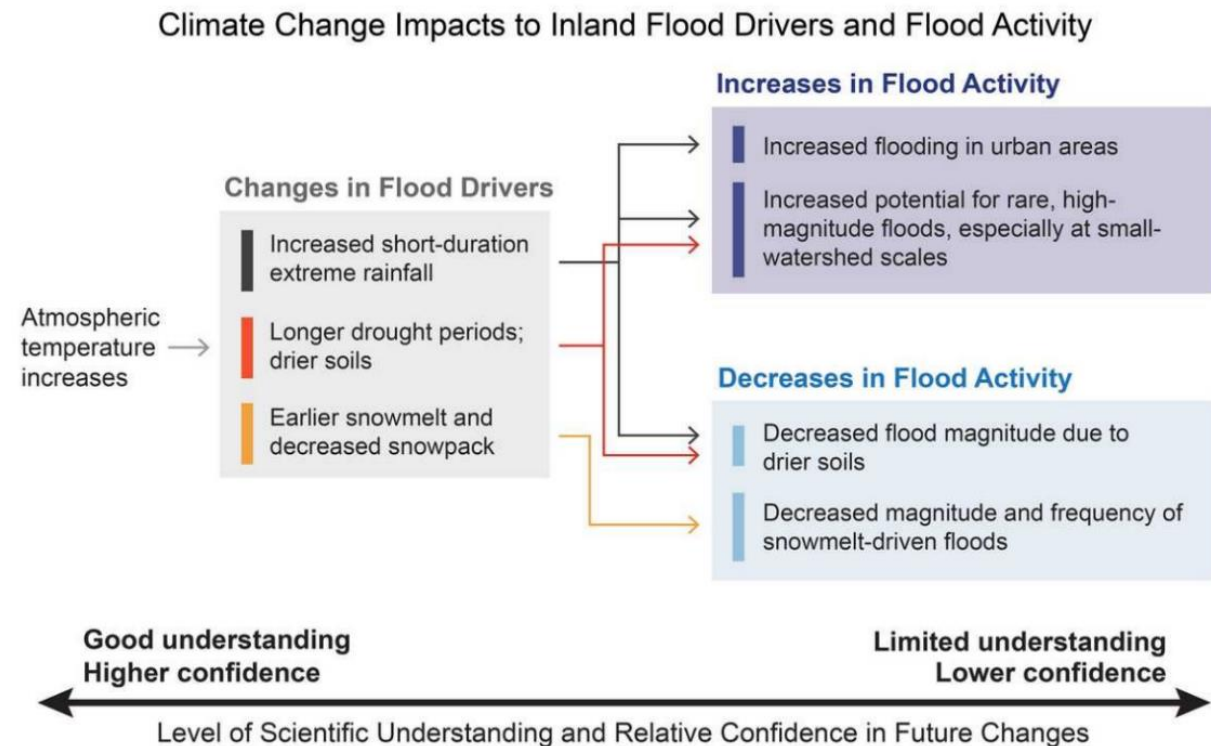 Climate Change Impacts to Inland Flood Drivers and Flood Activity
Atmospheric
temperature
increases
Changes in Flood Drivers
Increased short-duration
extreme rainfall
Longer drought periods;
drier soils
Earlier snowmelt and
decreased snowpack
Increases in Flood Activity
Increased flooding in urban areas
Increased potential for rare, high-
magnitude floods, especially at small-
watershed scales
Decreases in Flood Activity
Decreased flood magnitude due to
drier soils
Decreased magnitude and frequency of
snowmelt-driven floods
Good understanding
Higher confidence
Limited understanding
Lower confidence
Level of Scientific Understanding and Relative Confidence in Future Changes